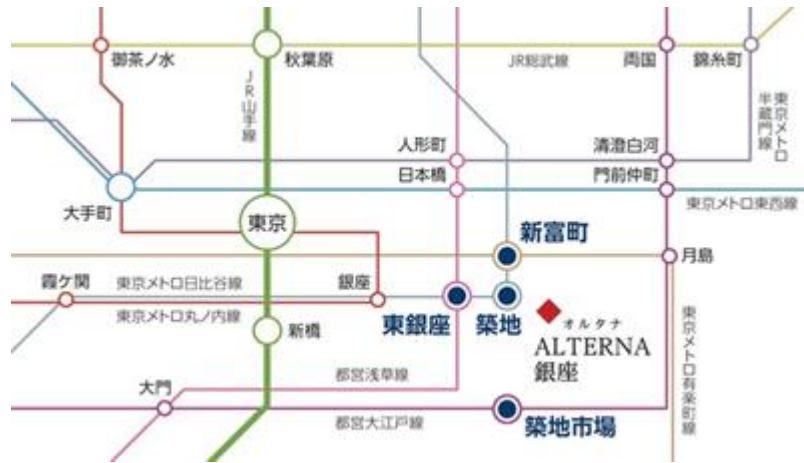 御茶ノ水
秋葉原
JR総武線
両国
錦糸町
JR山手線
東京メトロ
半蔵門線
人形町
清澄白河
日本橋
門前仲町
大手町
東京メトロ東西線
東京
新富町
月島
霞ケ関
東京メトロ日比谷線
銀座
東京メトロ丸ノ内線
東銀座
築地
新橋
オルタナ
ALTERNA
銀座
東京メトロ有楽町線
都営浅草線
大門
都営大江戸線
築地市場